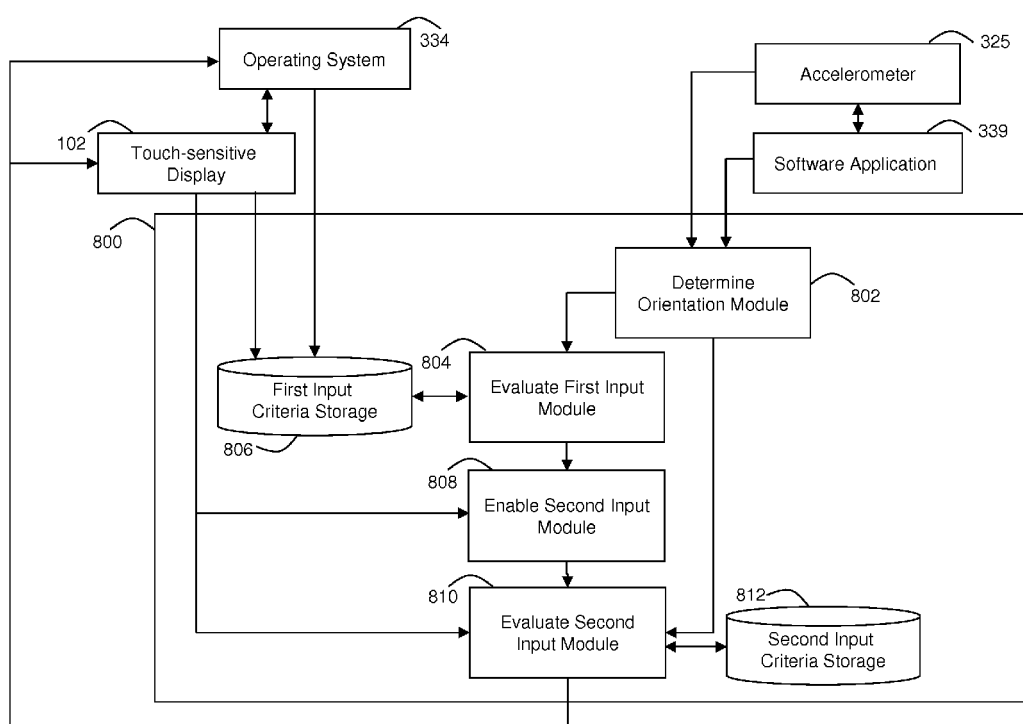 334
Operating System
325
Accelerometer
102
Touch-sensitive
Display
339
Software Application
800
Determine
Orientation Module
802
804
First Input
Criteria Storage
806
Evaluate First Input
Module
808
Enable Second Input
Module
810
Evaluate Second
Input Module
812
Second Input
Criteria Storage